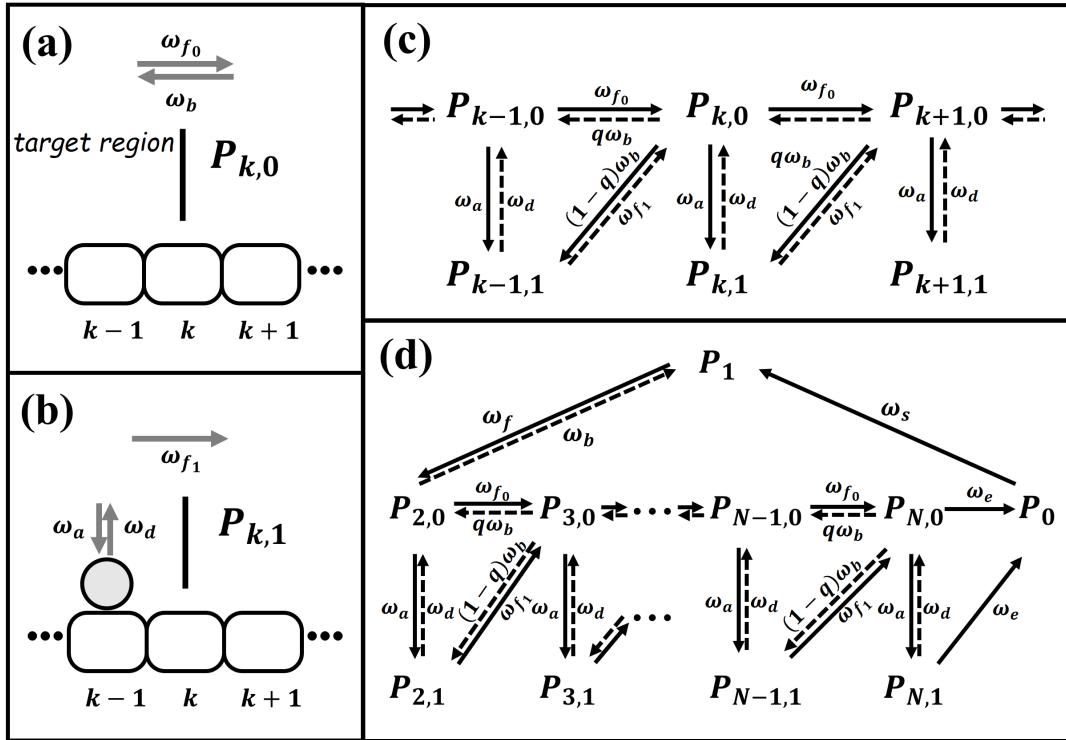 (a)
ω_{f_0}
ω_b
target region
P_{k,0}
k − 1 k k + 1
(b)
ω_{f_1}
ω_a ω_d
P_{k,1}
k − 1 k k + 1
(c)
ω_{f_0} ω_{f_0}
P_{k−1,0} P_{k,0} P_{k+1,0}
qω_b qω_b
ω_a ω_d (1 − q)ω_b ω_{f_1} ω_a ω_d (1 − q)ω_b ω_{f_1} ω_a ω_d
P_{k−1,1} P_{k,1} P_{k+1,1}
(d)
P_1
ω_f ω_b ω_s
ω_{f_0} ω_{f_0} ω_e
P_{2,0} P_{3,0} ••• P_{N−1,0} P_{N,0} P_0
qω_b qω_b
ω_a ω_d (1 − q)ω_b ω_{f_1} ω_a ω_d ••• ω_a ω_d (1 − q)ω_b ω_{f_1} ω_a ω_d ω_e
P_{2,1} P_{3,1} P_{N−1,1} P_{N,1}